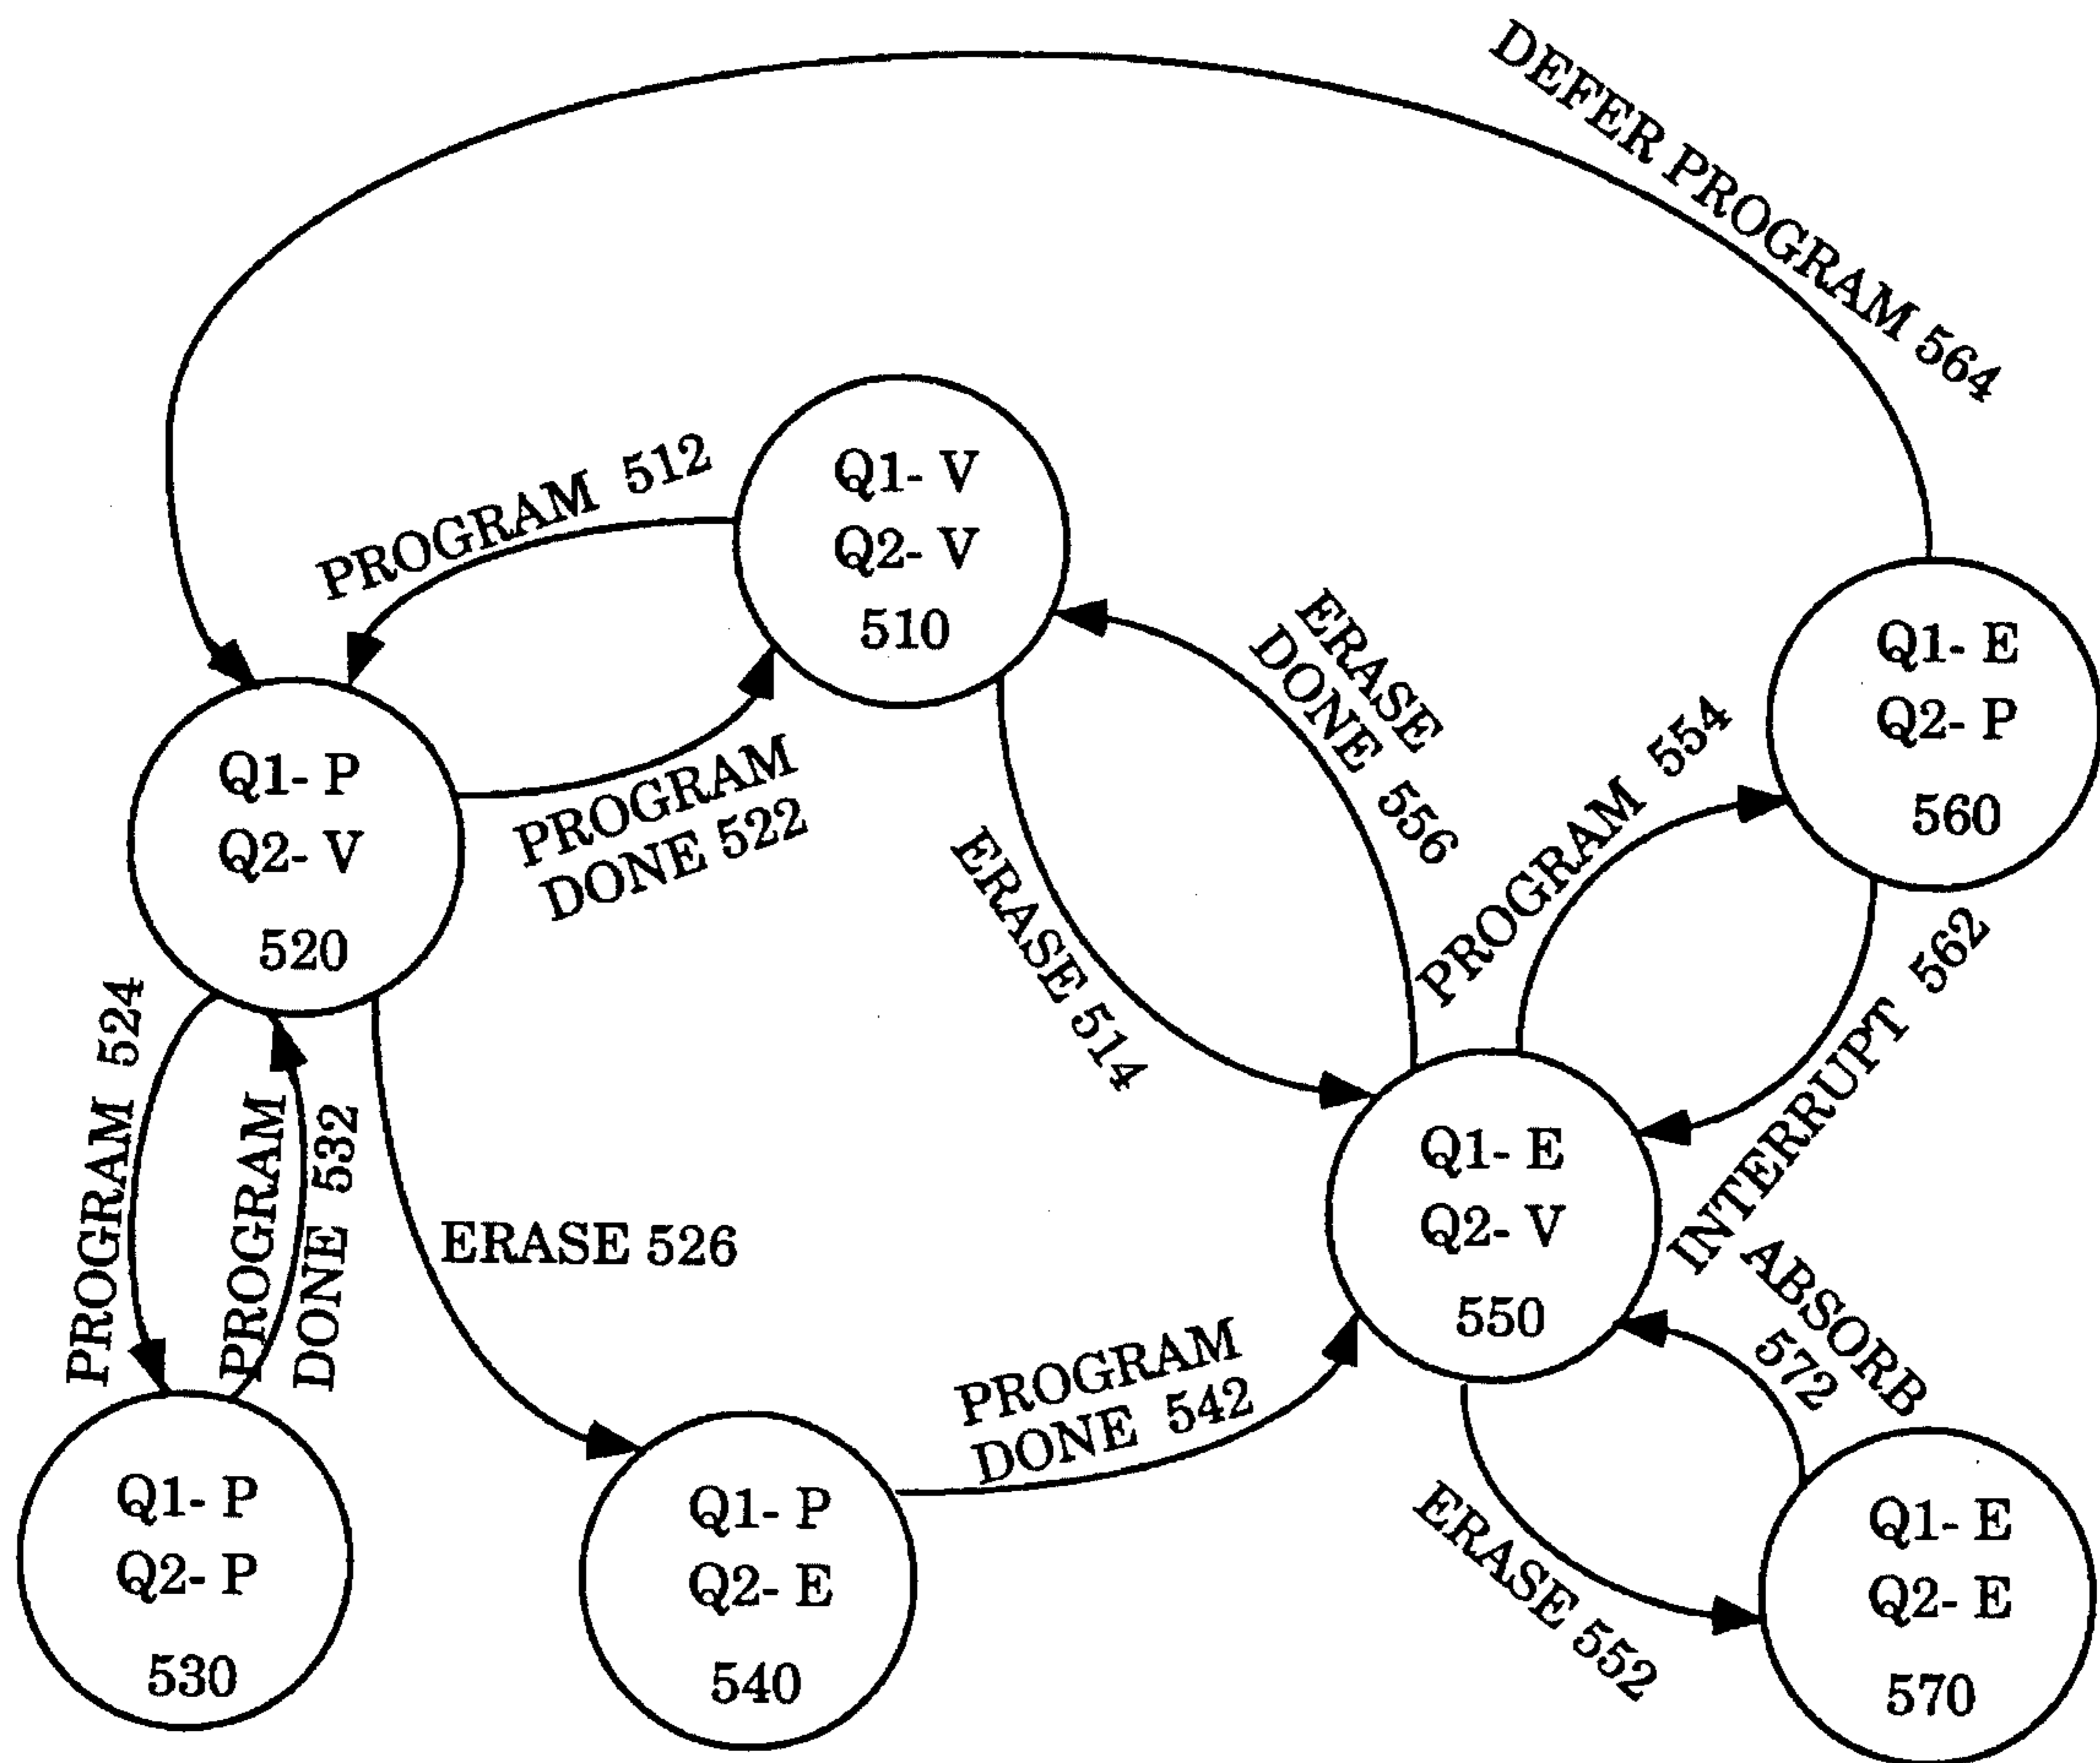 DEFER PROGRAM 564
Q1- V
Q2- V
510
PROGRAM 512
PROGRAM
DONE 522
ERASE
DONE 556
ERASE 514
Q1- E
Q2- P
560
PROGRAM 554
INTERRUPT 562
Q1- P
Q2- V
520
PROGRAM 524
PROGRAM
DONE 532
ERASE 526
Q1- E
Q2- V
550
ABSORB
572
ERASE 552
PROGRAM
DONE 542
Q1- P
Q2- P
530
Q1- P
Q2- E
540
Q1- E
Q2- E
570